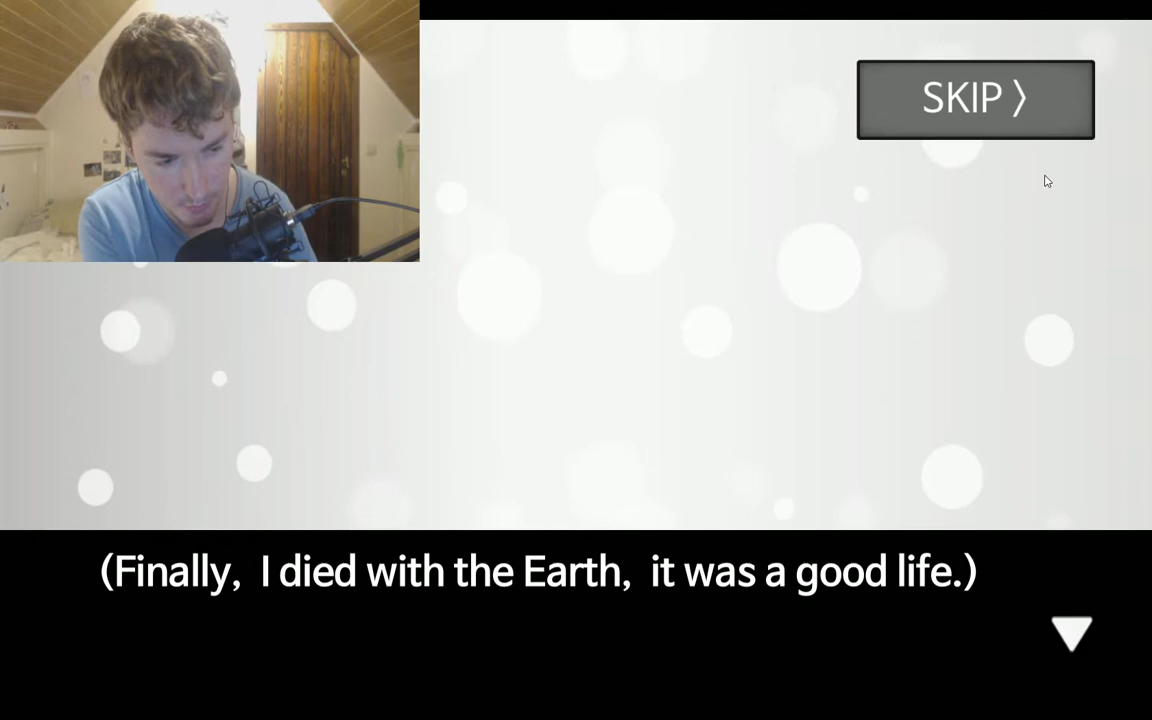 SKIP 〉
(Finally, I died with the Earth, it was a good life.)